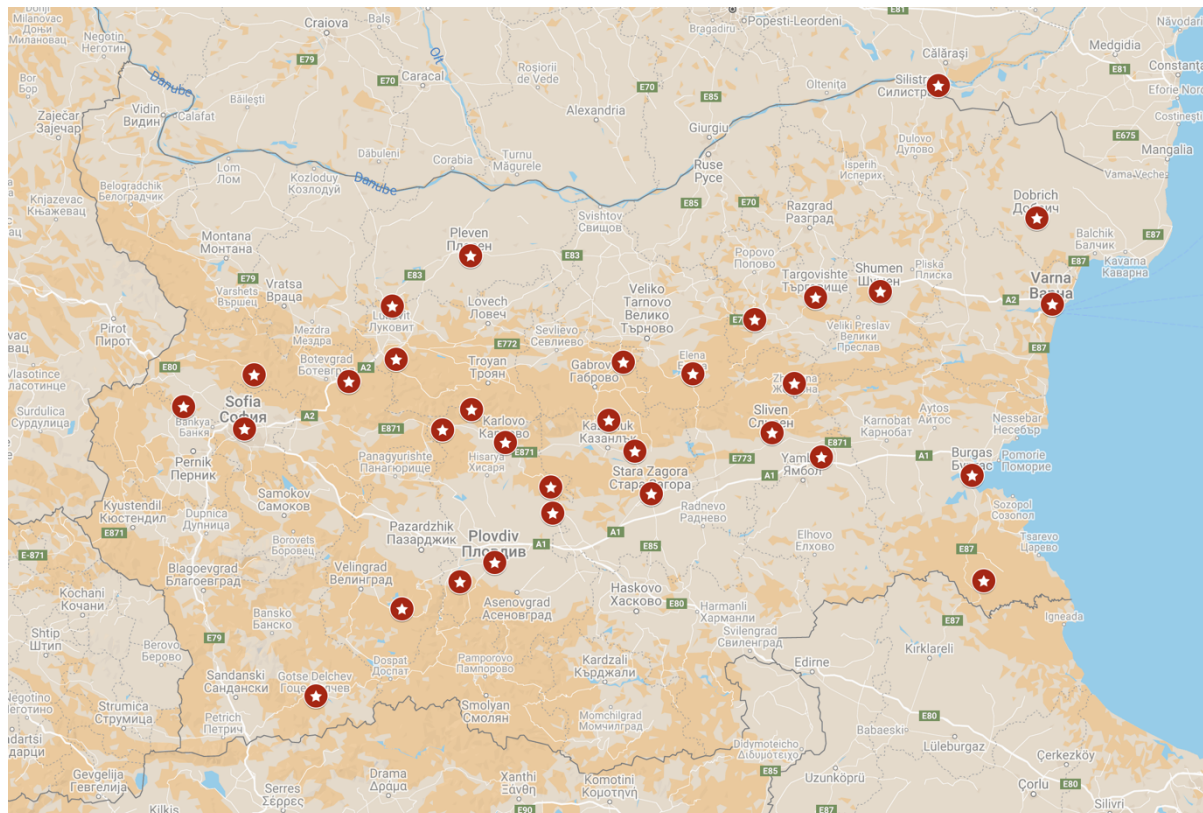 Milanovac
Доњи
Милановац
Negotin
Неготин
Craiova
Balș
E79
E70
Caracal
Olt
Roșiorii
de Vede
Alexandria
E70
E85
Bragadiru
Popesti-Leordeni
E81
Călărași
Oltenița
Silistra
Силистра
Medgidia
E81
Constanța
Eforie Nord
Costinești
Năvodari
E675
Mangalia
Vama Veche
Bor
Бор
Zaječar
Зајечар
Vidin
Видин
Danube
Calafat
Băilești
Dăbuleni
Corabia
Turnu
Măgurele
Danube
Giurgiu
Ruse
Русе
Dulovo
Дулово
Isperih
Исперих
Lom
Лом
Kozloduy
Козлодуй
Belogradchik
Белоградчик
Knjazevac
Књажевац
Montana
Монтана
Pleven
Svishtov
Свищов
E85
E70
Razgrad
Разград
Dobrich
E87
Balchik
Балчик
Kavarna
Каварна
E83
E83
Popovo
Попово
Targovishte
Shumen
Pliska
Плиска
Varna
E87
A2
E79
Varshets
Вършец
Vratsa
Враца
Lovech
Ловеч
Луковит
Veliko
Tarnovo
Велико
Търново
Veliki Preslav
Велики
Преслав
E87
Pirot
Пирот
Mezdra
Мездра
Botevgrad
A2
E772
Sevlievo
Севлиево
Troyan
Троян
Gabrovo
Габрово
Elena
E80
Sofia
София
Bankya
Банкя
A2
E871
Karlovo
Sliven
Karnobat
Карнобат
Aytos
Айтос
Nessebar
Несебър
Surdulica
Сурдулица
Pernik
Перник
Panagyurishte
Панагюрище
Hisarya
Хисаря
E871
Казанлък
E871
A1
Burgas
Pomorie
Поморие
E773
A1
Ямбол
Stara Zagora
Kyustendil
Кюстендил
E871
Dupnica
Дупница
Samokov
Самоков
Radnevo
Раднево
Sozopol
Созопол
E-871
Borovets
Боровец
Pazardzhik
Пазарджик
Plovdiv
Пловдив
A1
A1
E85
Elhovo
Елхово
E87
Tsarevo
Царево
Blagoevgrad
Благоевград
Velingrad
Велинград
Asenovgrad
Асеновград
Haskovo
Хасково
E80
Harmanli
Харманли
Kochani
Кочани
Bansko
Банско
Svilengrad
Свиленград
E87
Igneada
Shtip
Штип
Berovo
Берово
E79
Dospat
Доспат
Pamporovo
Пампорово
Kardzali
Кърджали
Edirne
Kirklareli
Sandanski
Сандански
Gotse Delchev
Smolyan
Смолян
Momchilgrad
Момчилград
E80
Negotino
Strumica
Струмица
Petrich
Петрич
Didymoteicho
Διδυμότειχο
Babaeski
Lüleburgaz
Çerkezköy
Gevgelija
Гевгелија
Drama
Δράμα
Xanthi
Ξάνθη
Komotini
Κομοτηνή
E85
Uzunköprü
Çorlu
E80
Serres
Σέρρες
Kilkis
E90
E87
Silivri